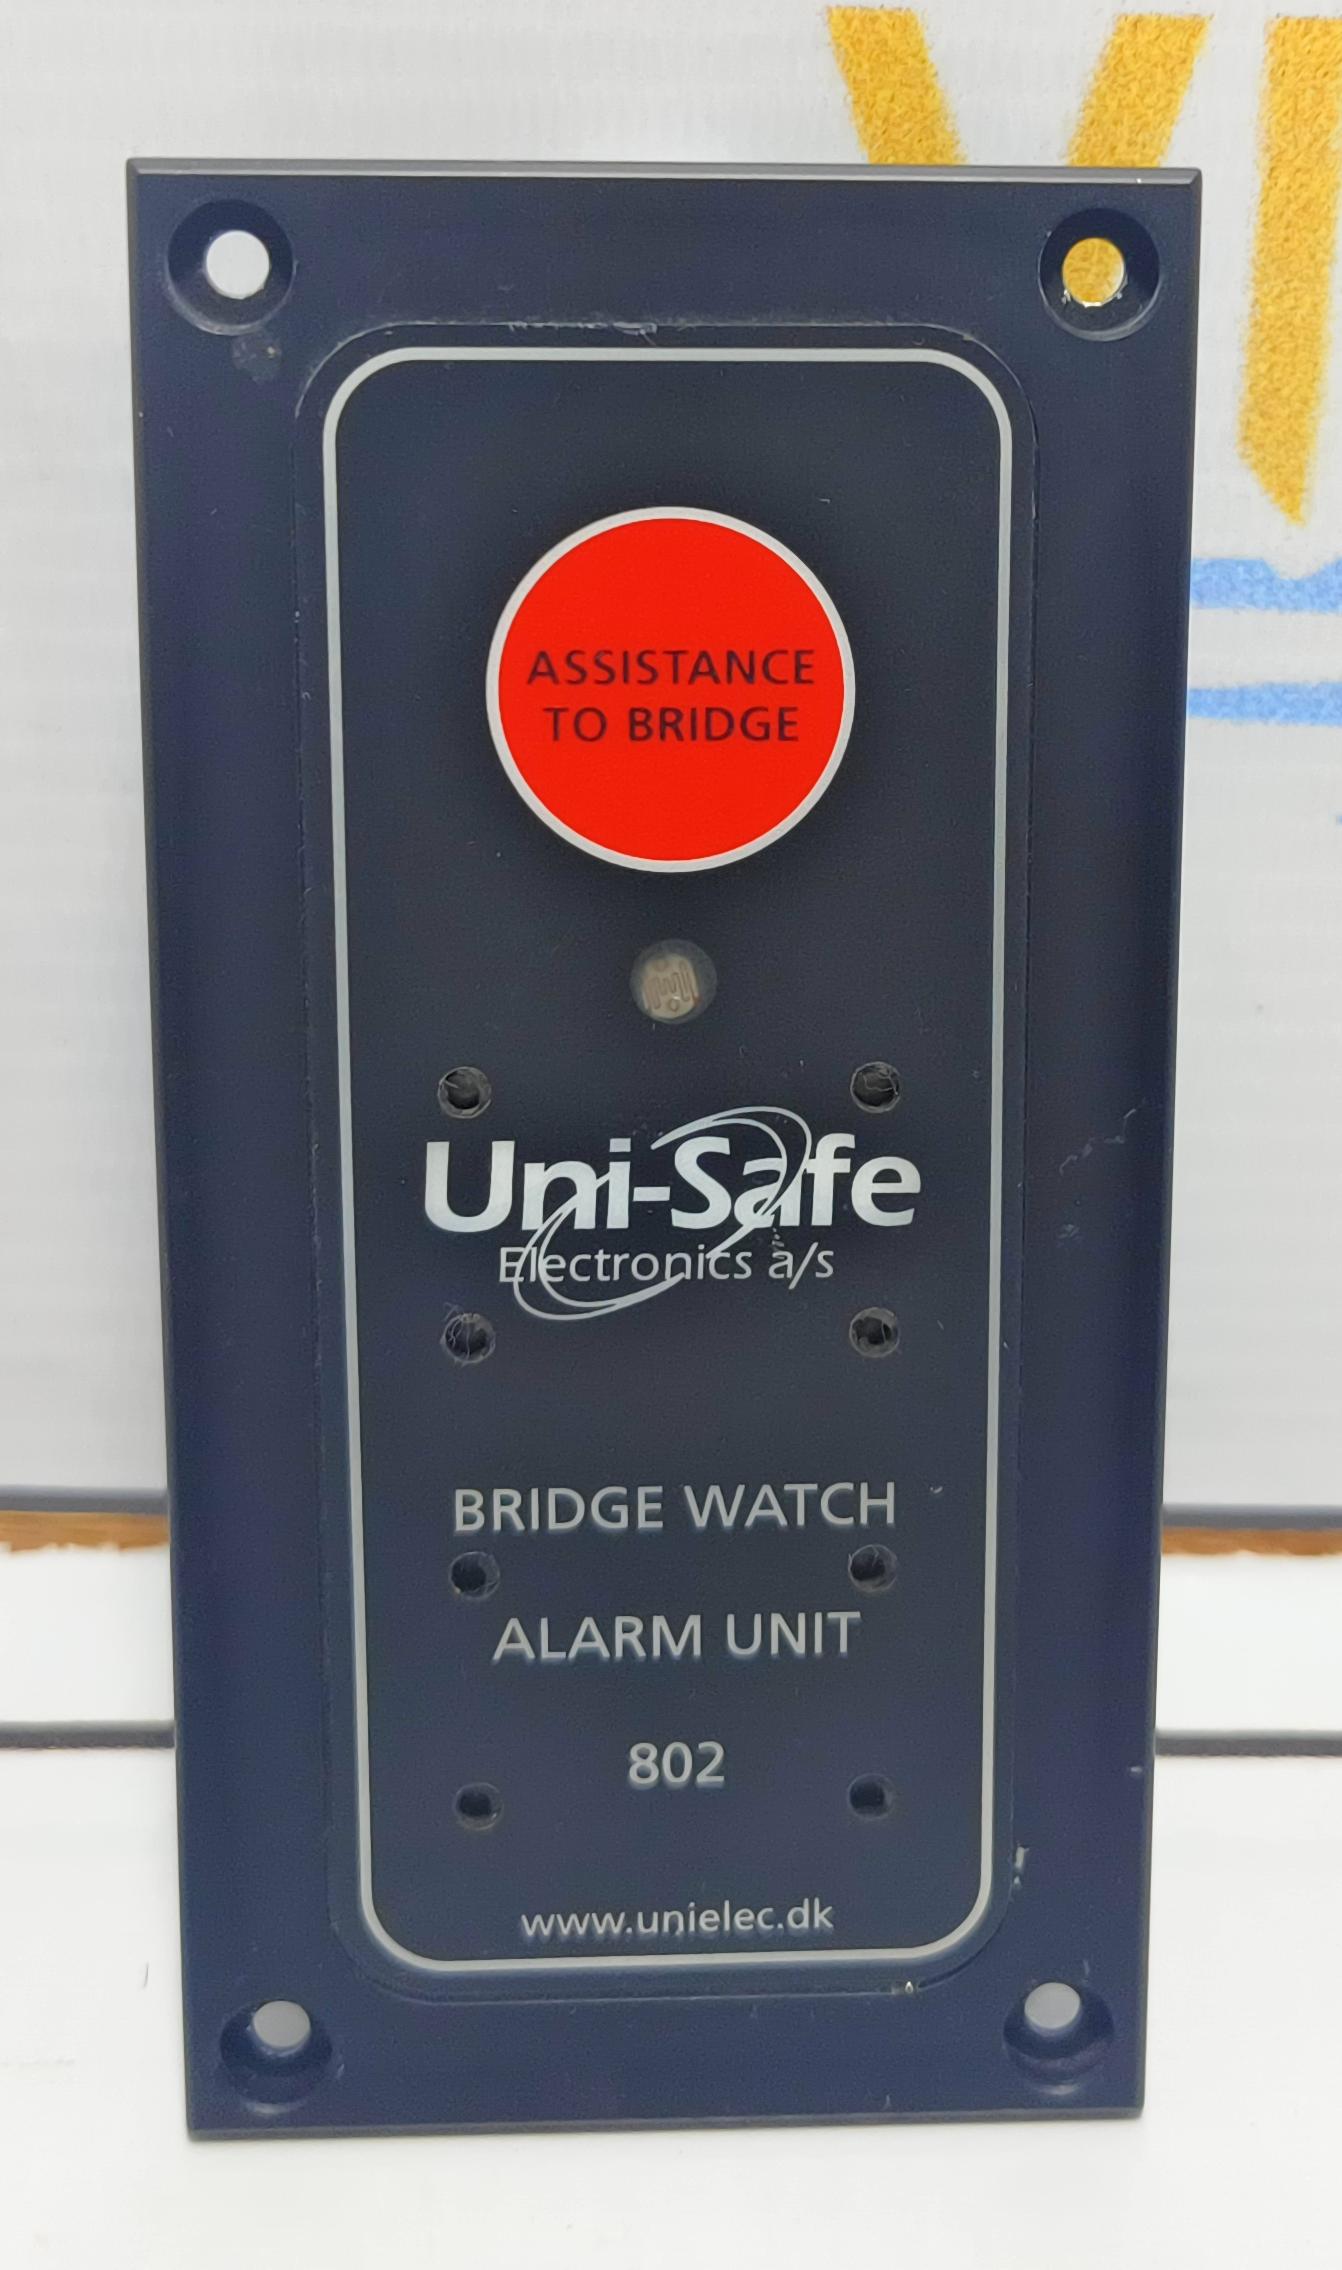 ASSISTANCE
TO BRIDGE
Uni-Safe
Electronics a/s
BRIDGE WATCH
ALARM UNIT
802
www.unielec.dk